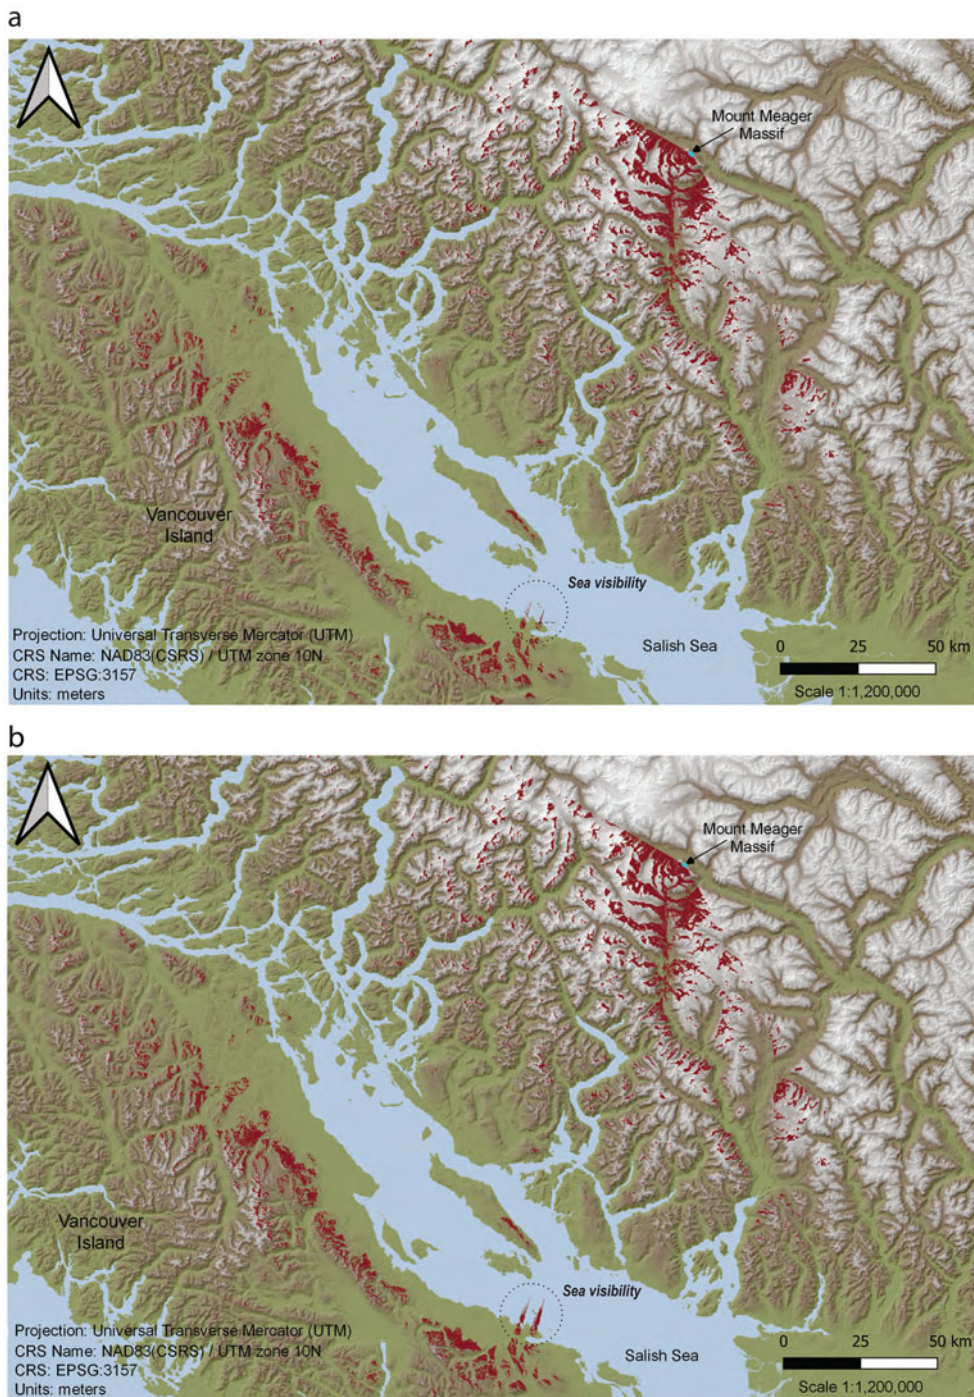 a
Mount Meager
Massif
Vancouver
Island
Sea visibility
Projection: Universal Transverse Mercator (UTM)
CRS Name: NAD83(CSRS) / UTM zone 10N
CRS: EPSG:3157
Units: meters
Salish Sea
0 25 50 km
Scale 1:1,200,000
b
Mount Meager
Massif
Vancouver
Island
Sea visibility
Projection: Universal Transverse Mercator (UTM)
CRS Name: NAD83(CSRS) / UTM zone 10N
CRS: EPSG:3157
Units: meters
Salish Sea
0 25 50 km
Scale 1:1,200,000